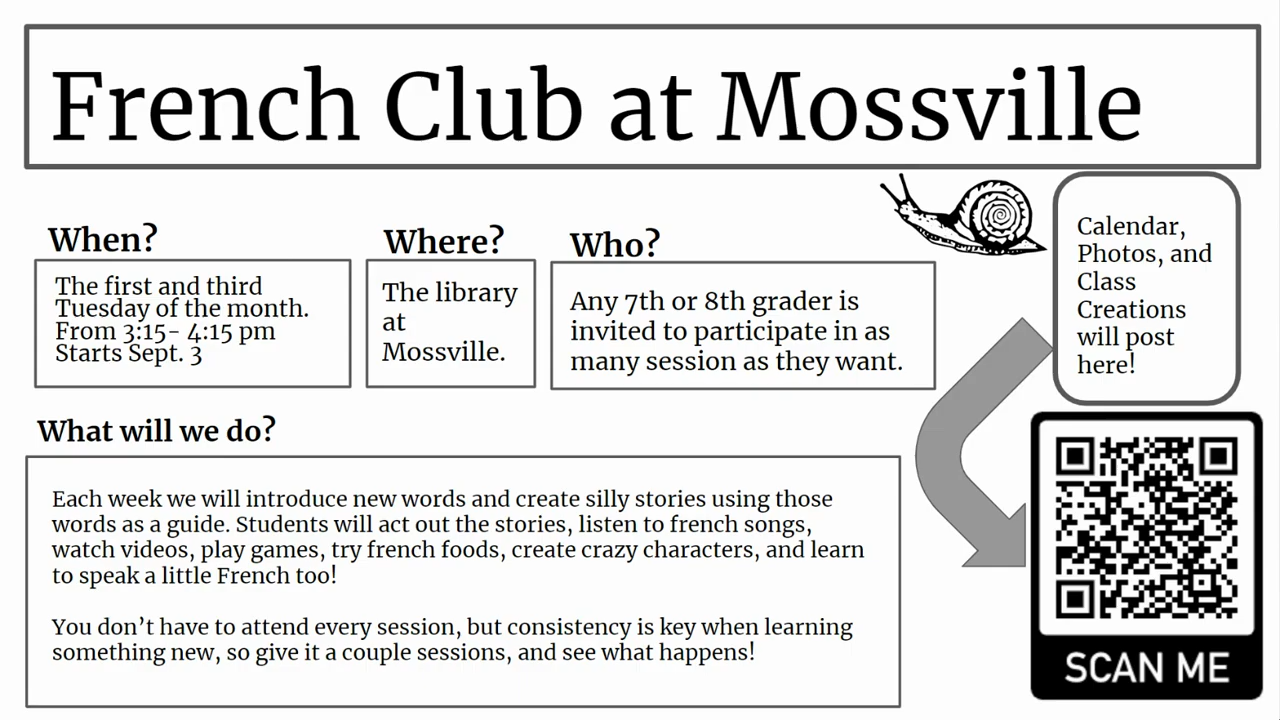 French Club at Mossville
When?
The first and third
Tuesday of the month.
From 3:15- 4:15 pm
Starts Sept. 3
Where?
The library
at
Mossville.
Who?
Any 7th or 8th grader is
invited to participate in as
many session as they want.
Calendar,
Photos, and
Class
Creations
will post
here!
What will we do?
Each week we will introduce new words and create silly stories using those
words as a guide. Students will act out the stories, listen to french songs,
watch videos, play games, try french foods, create crazy characters, and learn
to speak a little French too!
You don’t have to attend every session, but consistency is key when learning
something new, so give it a couple sessions, and see what happens!
SCAN ME